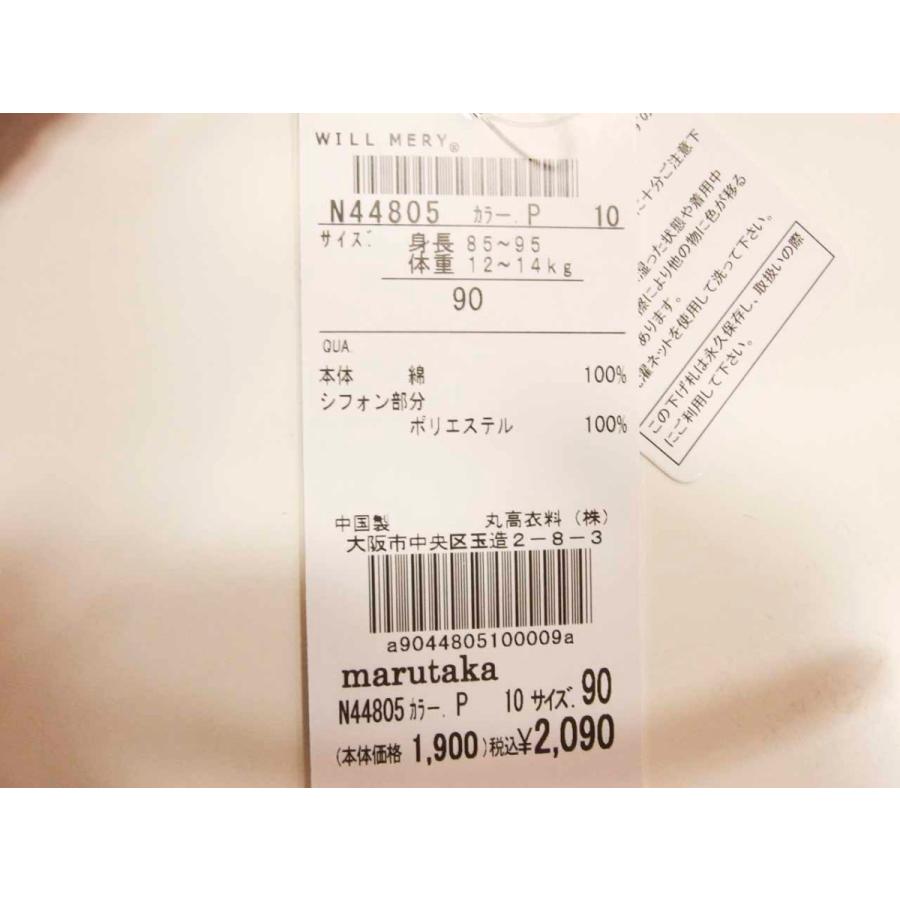 WILL MERY®
N44805 ｶﾗｰ. P 10
ｻｲｽﾞ: 身長 85～95
体重 12～14kg
90
QUA.
本体 綿 100%
シフォン部分
ポリエステル 100%
中国製 丸高衣料（株）
大阪市中央区玉造2－8－3
a9044805100009a
marutaka
N44805 ｶﾗｰ. P 10 ｻｲｽﾞ. 90
(本体価格 1,900)税込¥2,090
に十分ご注意下
湿った状態や着用中
際により他の物に色が移る
あります。
濯ネットを使用して洗って下さい。
この下げ札は永久保存し、取扱いの際
にご利用して下さい。